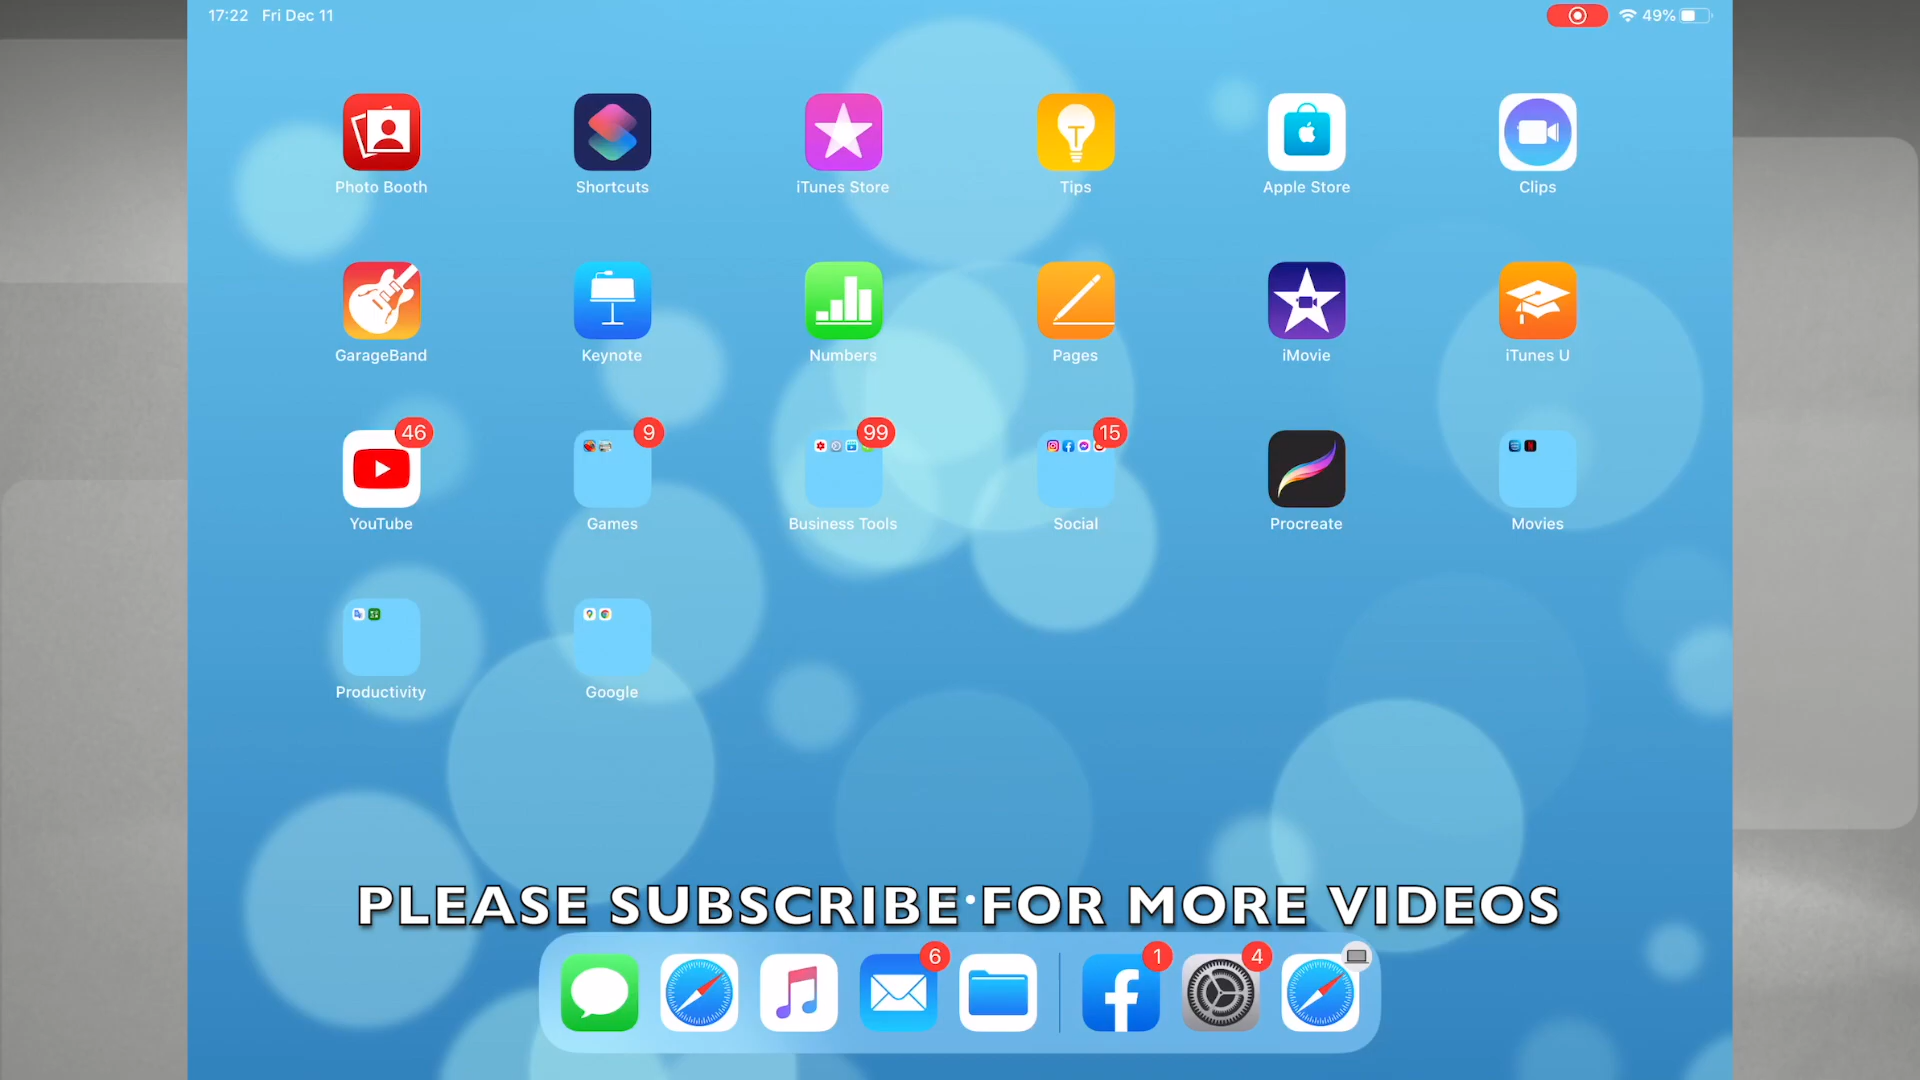 17:22 Fri Dec 11
49%
Photo Booth
Shortcuts
iTunes Store
Tips
Apple Store
Clips
GarageBand
Keynote
Numbers
Pages
iMovie
iTunes U
46
9
99
15
YouTube
Games
Business Tools
Social
Procreate
Movies
Productivity
Google
PLEASE SUBSCRIBE FOR MORE VIDEOS
6
1
4